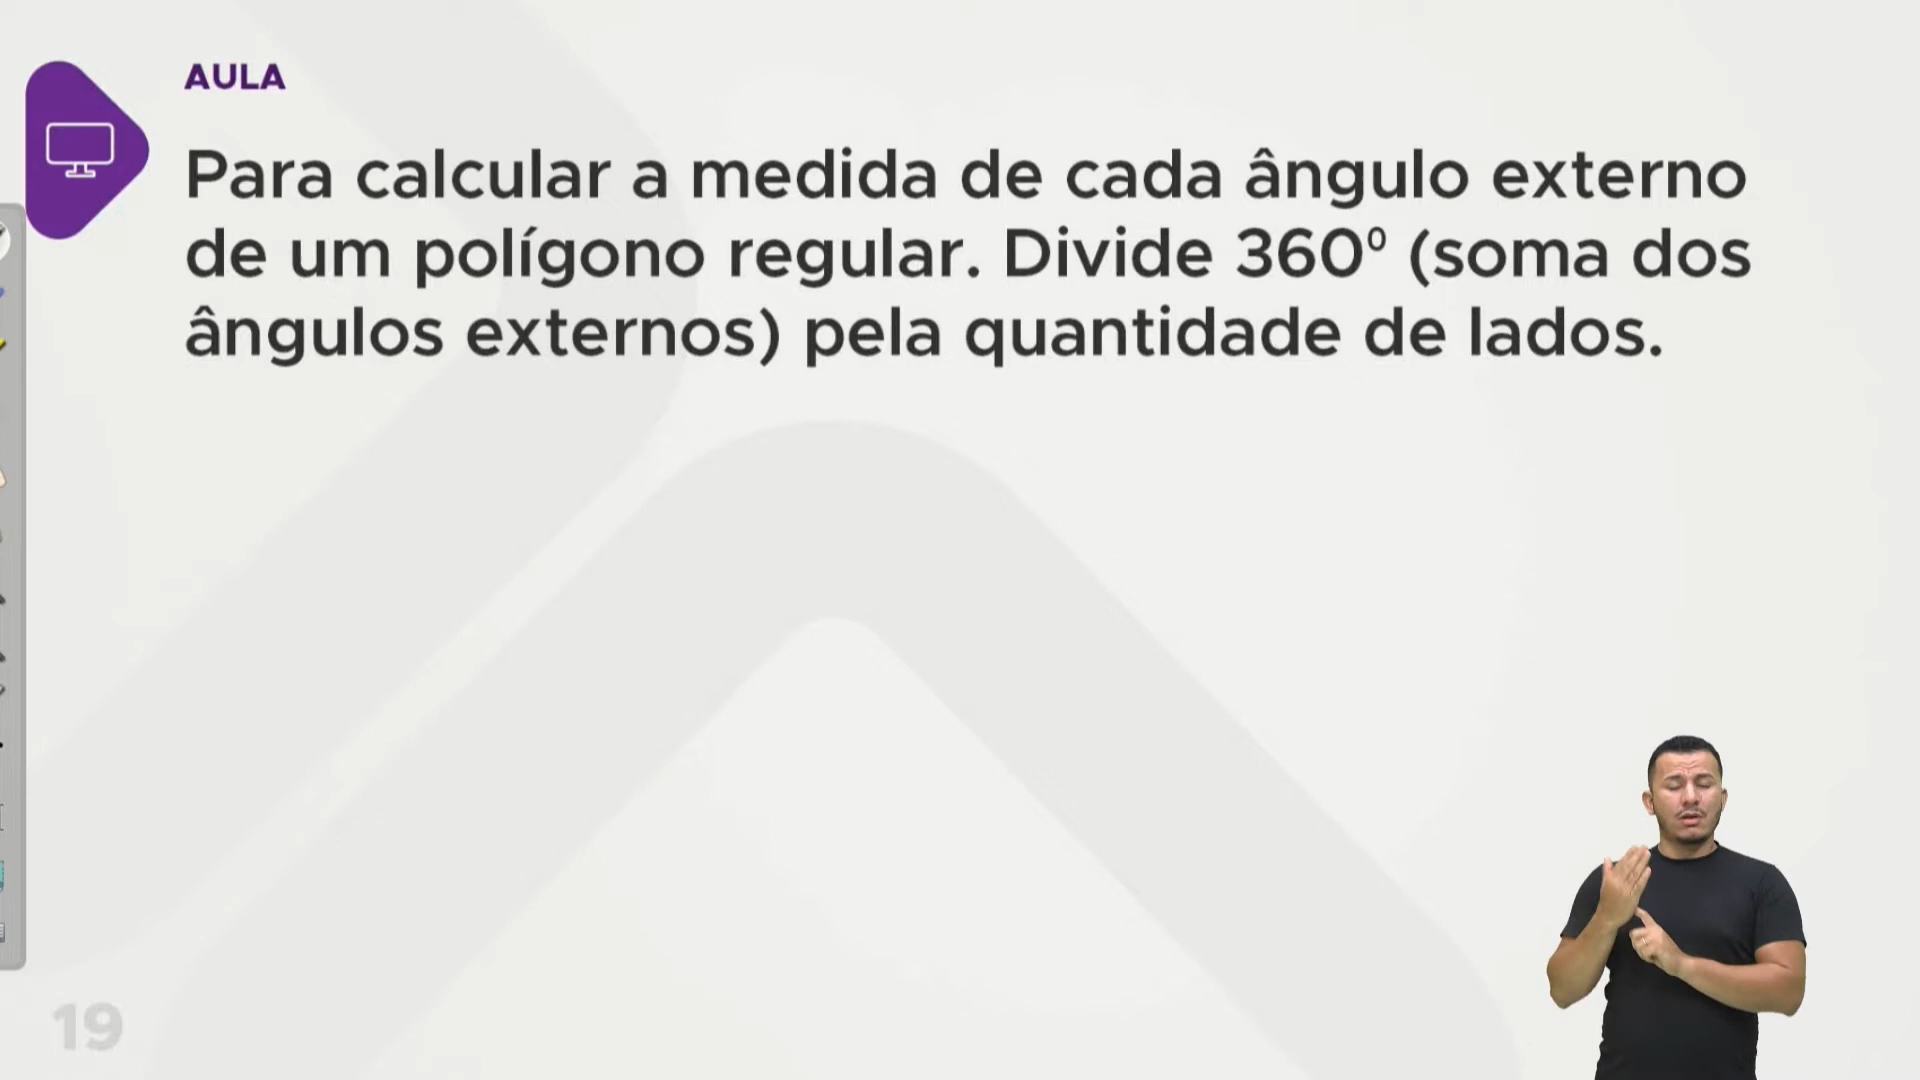 AULA
Para calcular a medida de cada ângulo externo
de um polígono regular. Divide 360⁰ (soma dos
ângulos externos) pela quantidade de lados.
19